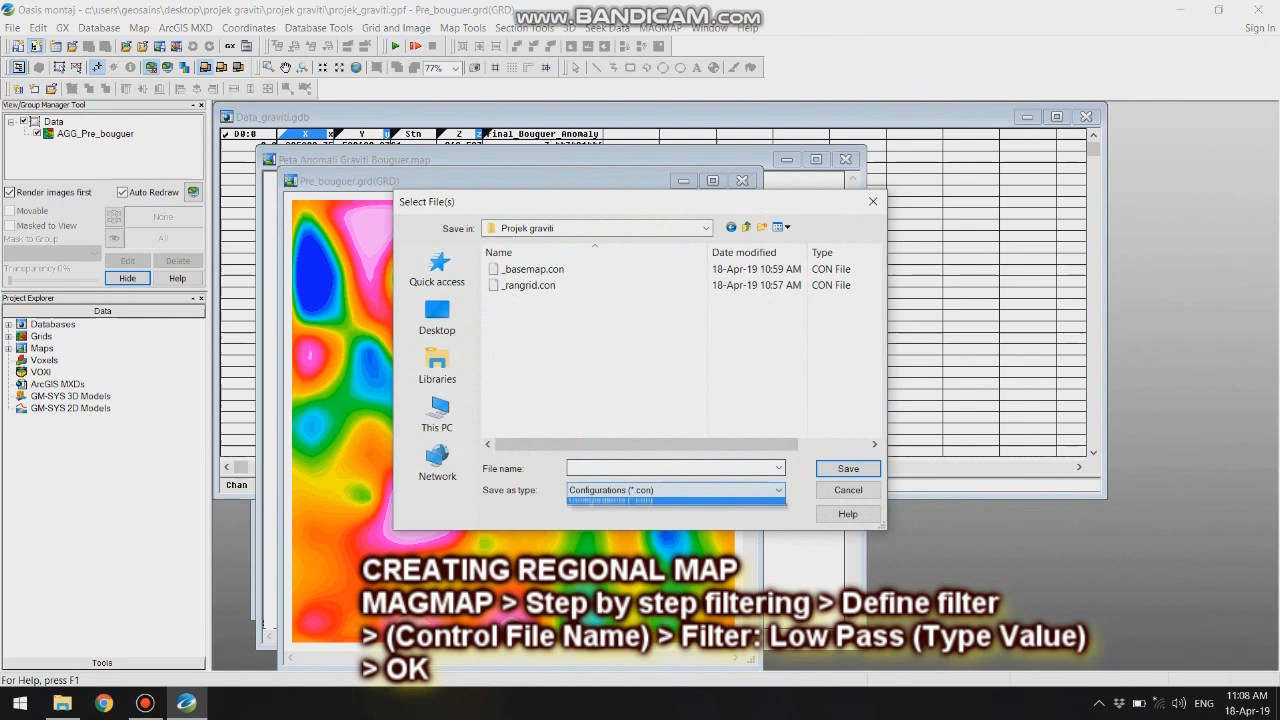 Oasis montaj - c:\users\geosains\desktop\projek graviti\projek_graviti.gpf - Pre_bouguer.grd(GRD)
www.BANDICAM.com
File Edit GX Database Map ArcGIS MXD Coordinates Database Tools Grid and Image Map Tools Section Tools 3D Seek Data MAGMAP Window Help
Sign In
GX
77%
View/Group Manager Tool
Data
AGG_Pre_bouguer
Render images first
Auto Redraw
Movable
None
Masked to View
All
Mask to Group
Edit
Delete
Transparency 0%
Hide
Help
Project Explorer
Data
Databases
Grids
Maps
Voxels
VOXI
ArcGIS MXDs
GM-SYS 3D Models
GM-SYS 2D Models
Tools
Data_graviti.gdb
D0:0 X x Y y Stn Z z Final_Bouguer_Anomaly
Peta Anomali Graviti Bouguer.map
Pre_bouguer.grd(GRD)
Chan
Select File(s)
Save in: Projek graviti
Name Date modified Type
_basemap.con 18-Apr-19 10:59 AM CON File
_rangrid.con 18-Apr-19 10:57 AM CON File
Quick access
Desktop
Libraries
This PC
Network
File name:
Save
Save as type: Configurations (*.con)
Cancel
Configurations (*.con)
Help
CREATING REGIONAL MAP
MAGMAP > Step by step filtering > Define filter
> (Control File Name) > Filter: Low Pass (Type Value)
> OK
For Help, press F1
ENG
11:08 AM
18-Apr-19